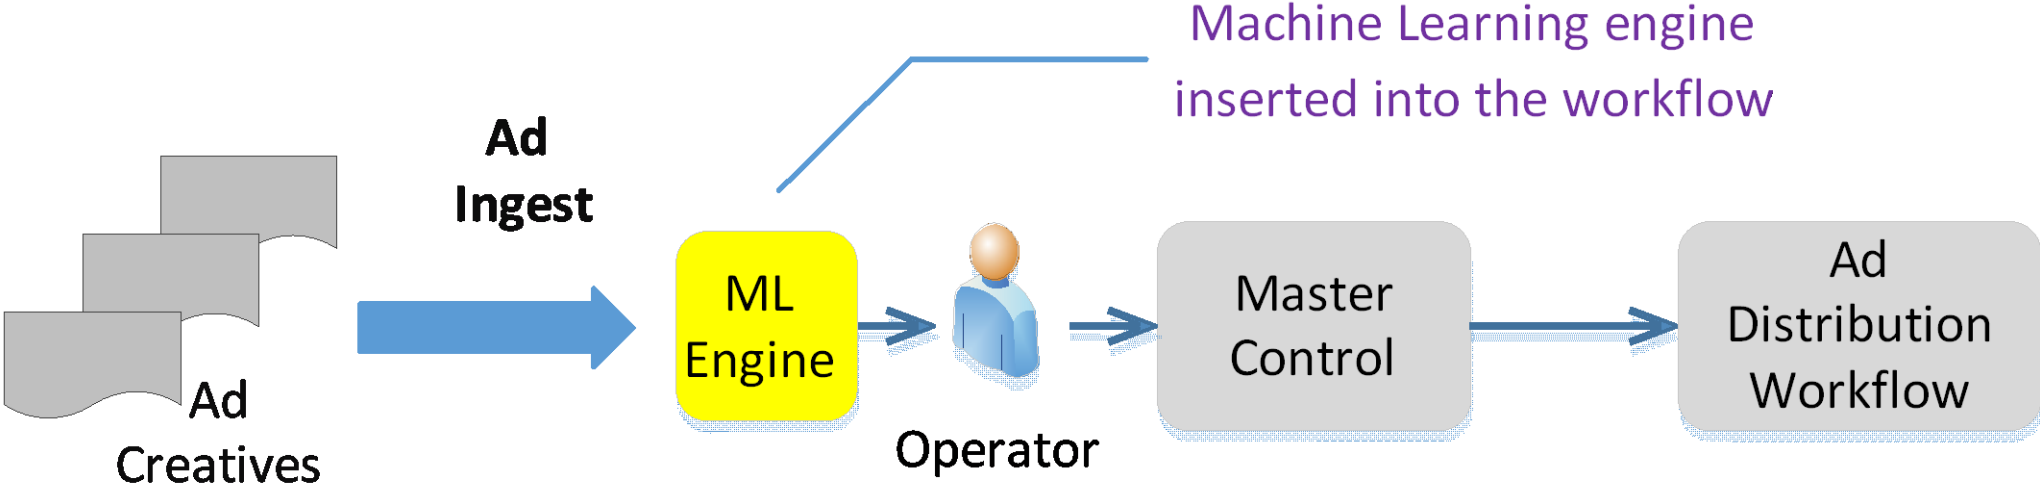 Machine Learning engine
inserted into the workflow
Ad
Ingest
Ad
Creatives
ML
Engine
Operator
Master
Control
Ad
Distribution
Workflow